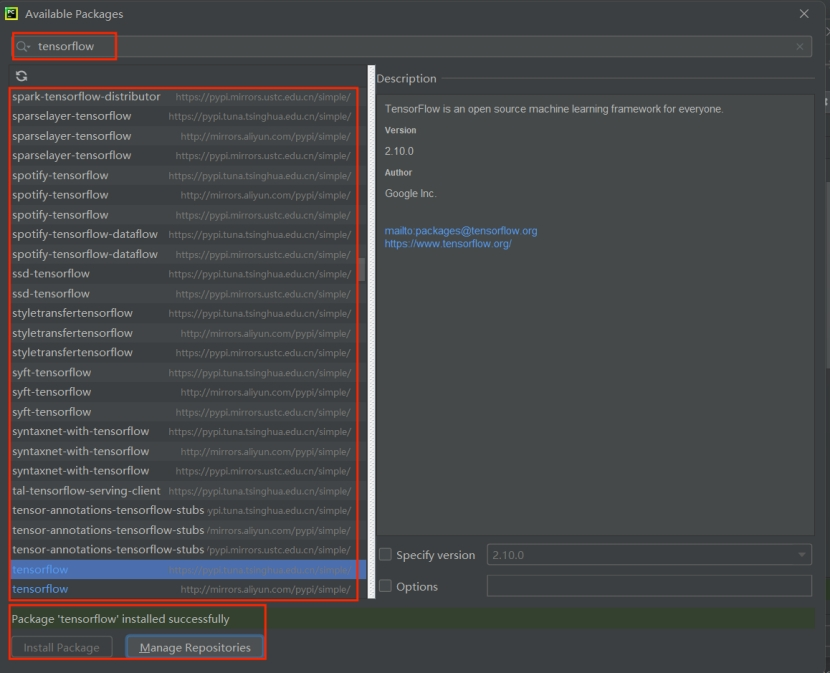 PC
Available Packages
tensorflow
spark-tensorflow-distributor https://pypi.mirrors.ustc.edu.cn/simple/
sparselayer-tensorflow https://pypi.tuna.tsinghua.edu.cn/simple/
sparselayer-tensorflow http://mirrors.aliyun.com/pypi/simple/
sparselayer-tensorflow https://pypi.mirrors.ustc.edu.cn/simple/
spotify-tensorflow https://pypi.tuna.tsinghua.edu.cn/simple/
spotify-tensorflow http://mirrors.aliyun.com/pypi/simple/
spotify-tensorflow https://pypi.mirrors.ustc.edu.cn/simple/
spotify-tensorflow-dataflow https://pypi.tuna.tsinghua.edu.cn/simple/
spotify-tensorflow-dataflow https://pypi.mirrors.ustc.edu.cn/simple/
ssd-tensorflow https://pypi.tuna.tsinghua.edu.cn/simple/
ssd-tensorflow https://pypi.mirrors.ustc.edu.cn/simple/
styletransfertensorflow https://pypi.tuna.tsinghua.edu.cn/simple/
styletransfertensorflow http://mirrors.aliyun.com/pypi/simple/
styletransfertensorflow https://pypi.mirrors.ustc.edu.cn/simple/
syft-tensorflow https://pypi.tuna.tsinghua.edu.cn/simple/
syft-tensorflow http://mirrors.aliyun.com/pypi/simple/
syft-tensorflow https://pypi.mirrors.ustc.edu.cn/simple/
syntaxnet-with-tensorflow https://pypi.tuna.tsinghua.edu.cn/simple/
syntaxnet-with-tensorflow http://mirrors.aliyun.com/pypi/simple/
syntaxnet-with-tensorflow https://pypi.mirrors.ustc.edu.cn/simple/
tal-tensorflow-serving-client https://pypi.tuna.tsinghua.edu.cn/simple/
tensor-annotations-tensorflow-stubs ypi.tuna.tsinghua.edu.cn/simple/
tensor-annotations-tensorflow-stubs /mirrors.aliyun.com/pypi/simple/
tensor-annotations-tensorflow-stubs /pypi.mirrors.ustc.edu.cn/simple/
tensorflow https://pypi.tuna.tsinghua.edu.cn/simple/
tensorflow http://mirrors.aliyun.com/pypi/simple/
Description
TensorFlow is an open source machine learning framework for everyone.
Version
2.10.0
Author
Google Inc.
mailto:packages@tensorflow.org
https://www.tensorflow.org/
Specify version 2.10.0
Options
Package 'tensorflow' installed successfully
Install Package Manage Repositories